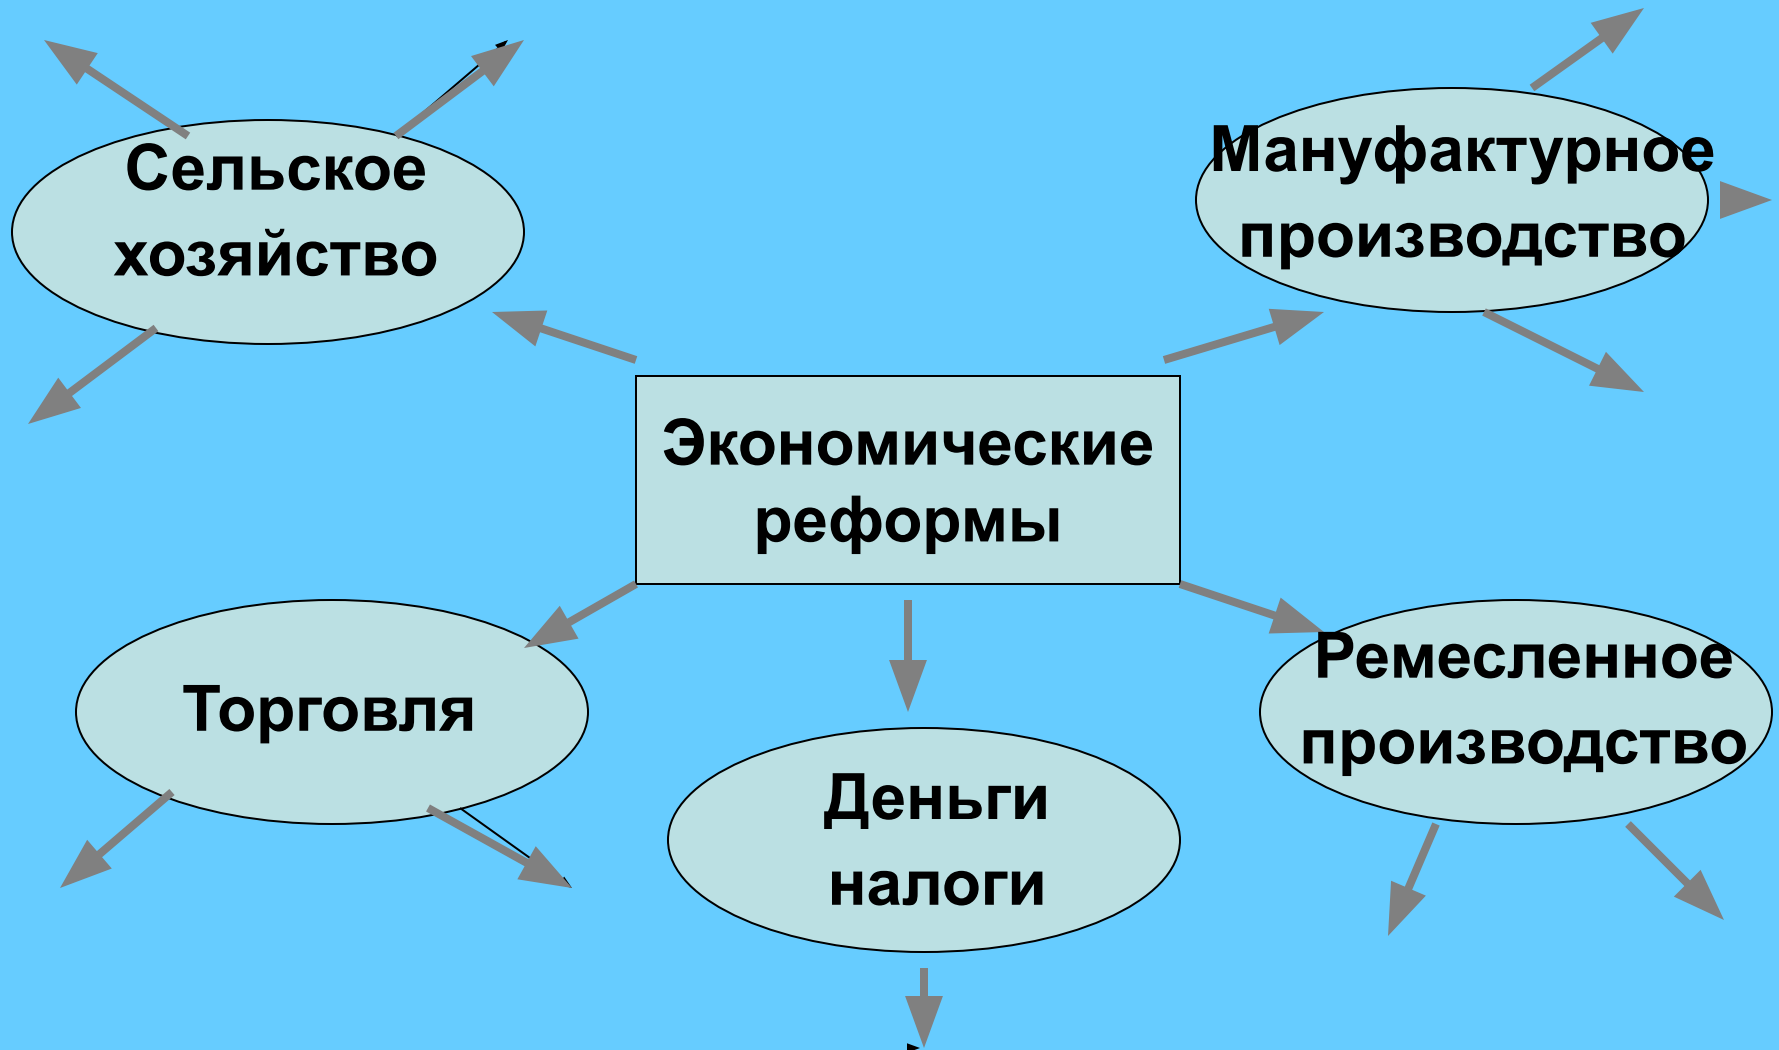 Сельское
хозяйство
Мануфактурное
производство
Экономические
реформы
Торговля
Деньги
налоги
Ремесленное
производство